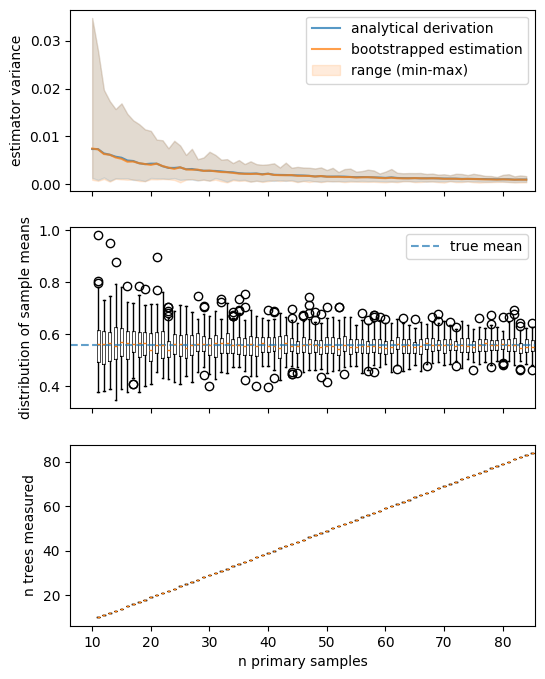 estimator variance
0.03
0.02
0.01
0.00
analytical derivation
bootstrapped estimation
range (min-max)
distribution of sample means
1.0
0.8
0.6
0.4
true mean
n trees measured
80
60
40
20
10
20
30
40
50
60
70
80
n primary samples